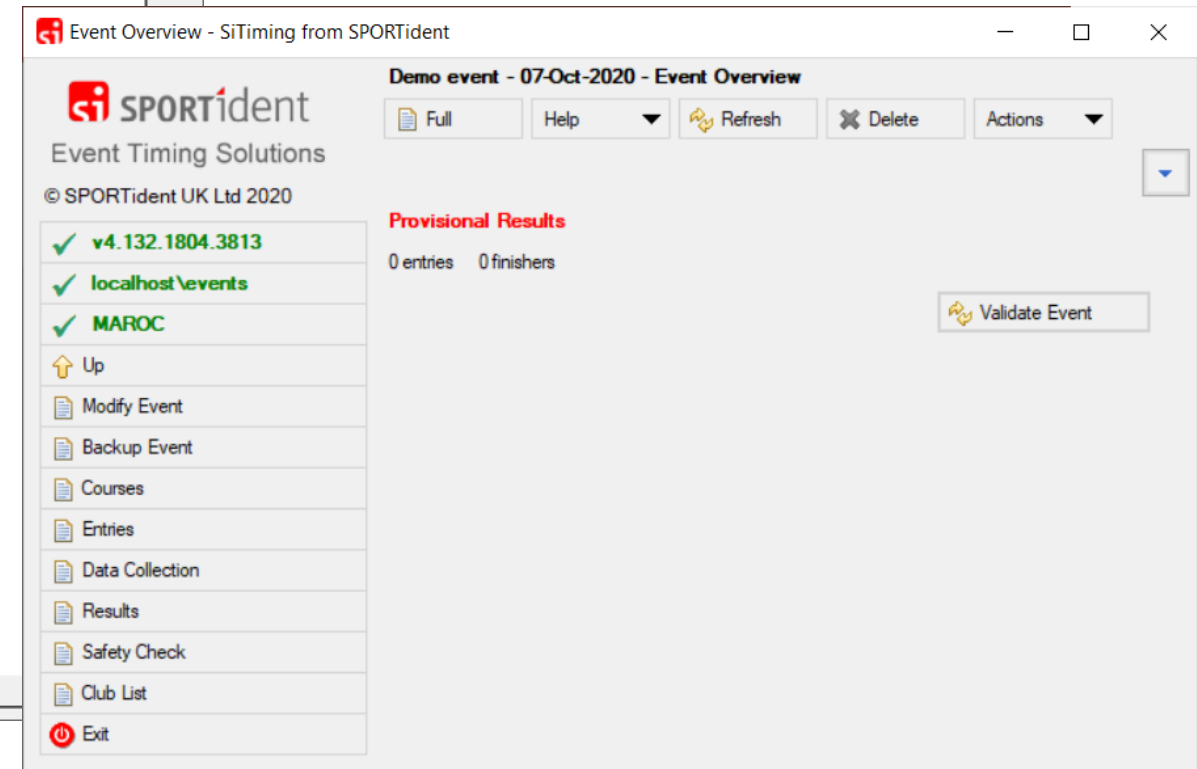 Event Overview - SiTiming from SPORTident
si SPORTident
Event Timing Solutions
© SPORTident UK Ltd 2020
v4.132.1804.3813
localhost\events
MAROC
Up
Modify Event
Backup Event
Courses
Entries
Data Collection
Results
Safety Check
Club List
Exit
Demo event - 07-Oct-2020 - Event Overview
Full Help Refresh Delete Actions
Provisional Results
0 entries 0 finishers
Validate Event